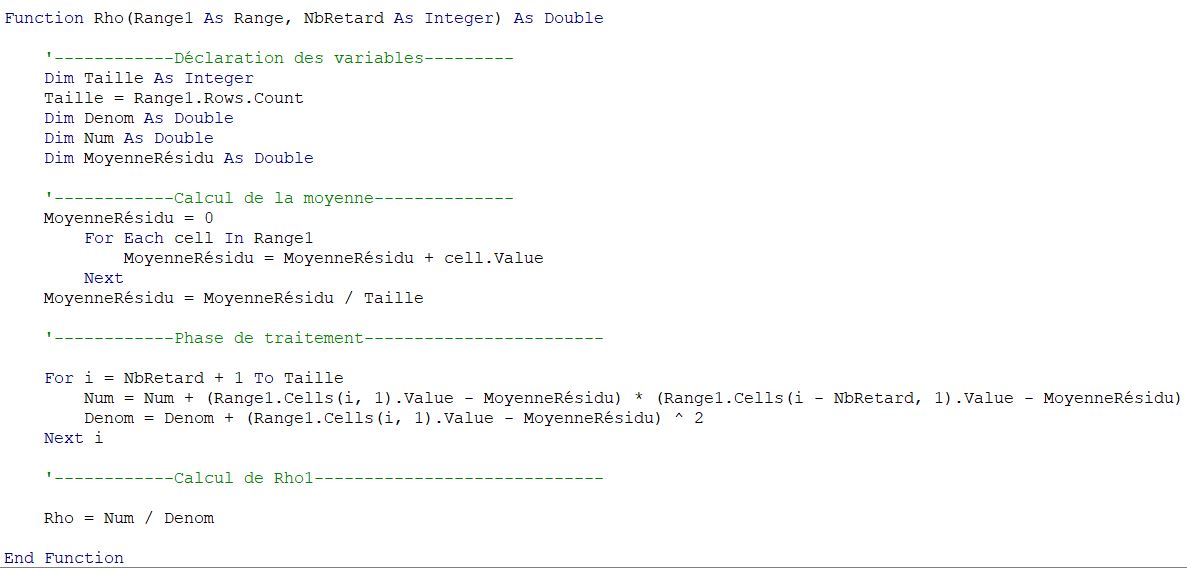 Function Rho(Range1 As Range, NbRetard As Integer) As Double
'------------Déclaration des variables---------
Dim Taille As Integer
Taille = Range1.Rows.Count
Dim Denom As Double
Dim Num As Double
Dim MoyenneRésidu As Double
'------------Calcul de la moyenne--------------
MoyenneRésidu = 0
For Each cell In Range1
MoyenneRésidu = MoyenneRésidu + cell.Value
Next
MoyenneRésidu = MoyenneRésidu / Taille
'------------Phase de traitement------------------------
For i = NbRetard + 1 To Taille
Num = Num + (Range1.Cells(i, 1).Value - MoyenneRésidu) * (Range1.Cells(i - NbRetard, 1).Value - MoyenneRésidu)
Denom = Denom + (Range1.Cells(i, 1).Value - MoyenneRésidu) ^ 2
Next i
'------------Calcul de Rho1-----------------------------
Rho = Num / Denom
End Function